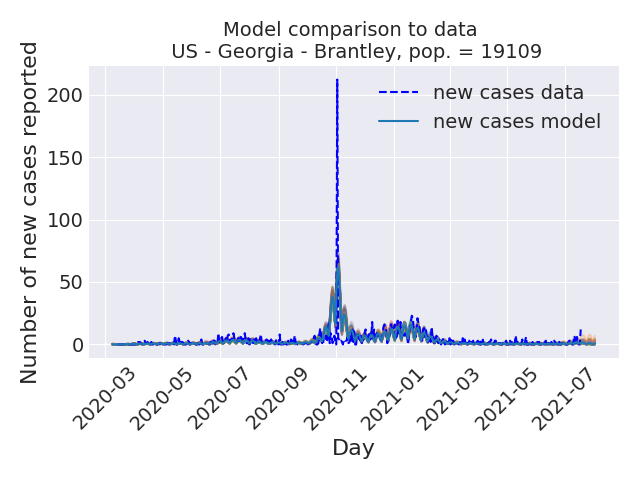 Model comparison to data
US - Georgia - Brantley, pop. = 19109
Number of new cases reported
200
150
100
50
0
new cases data
new cases model
2020-03
2020-05
2020-07
2020-09
2020-11
2021-01
2021-03
2021-05
2021-07
Day